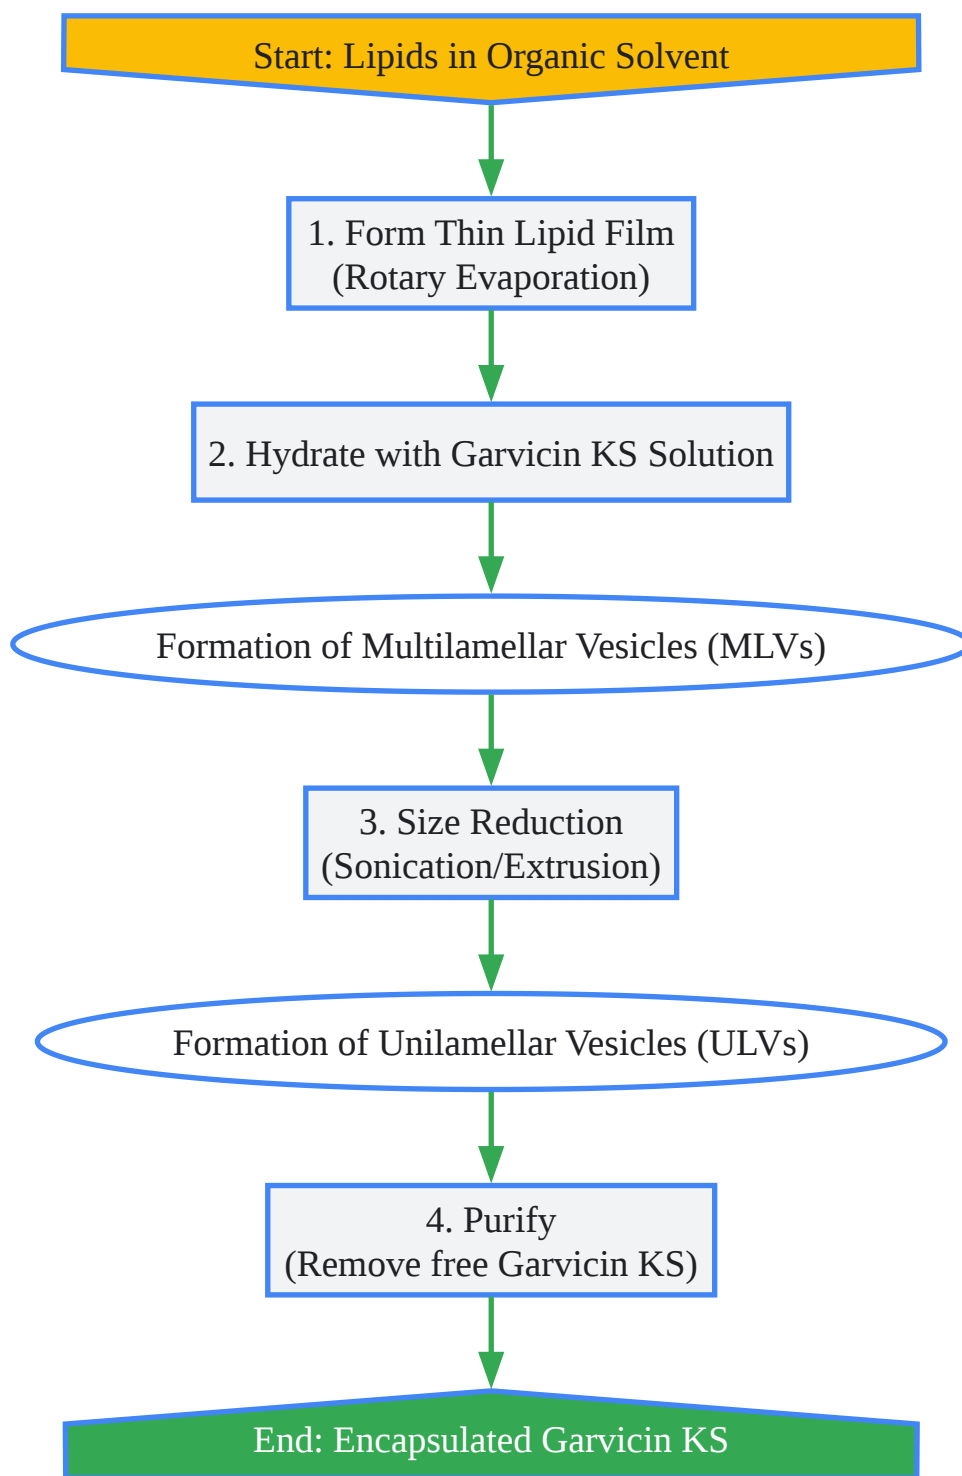 Start: Lipids in Organic Solvent
1. Form Thin Lipid Film
(Rotary Evaporation)
2. Hydrate with Garvicin KS Solution
Formation of Multilamellar Vesicles (MLVs)
3. Size Reduction
(Sonication/Extrusion)
Formation of Unilamellar Vesicles (ULVs)
4. Purify
(Remove free Garvicin KS)
End: Encapsulated Garvicin KS